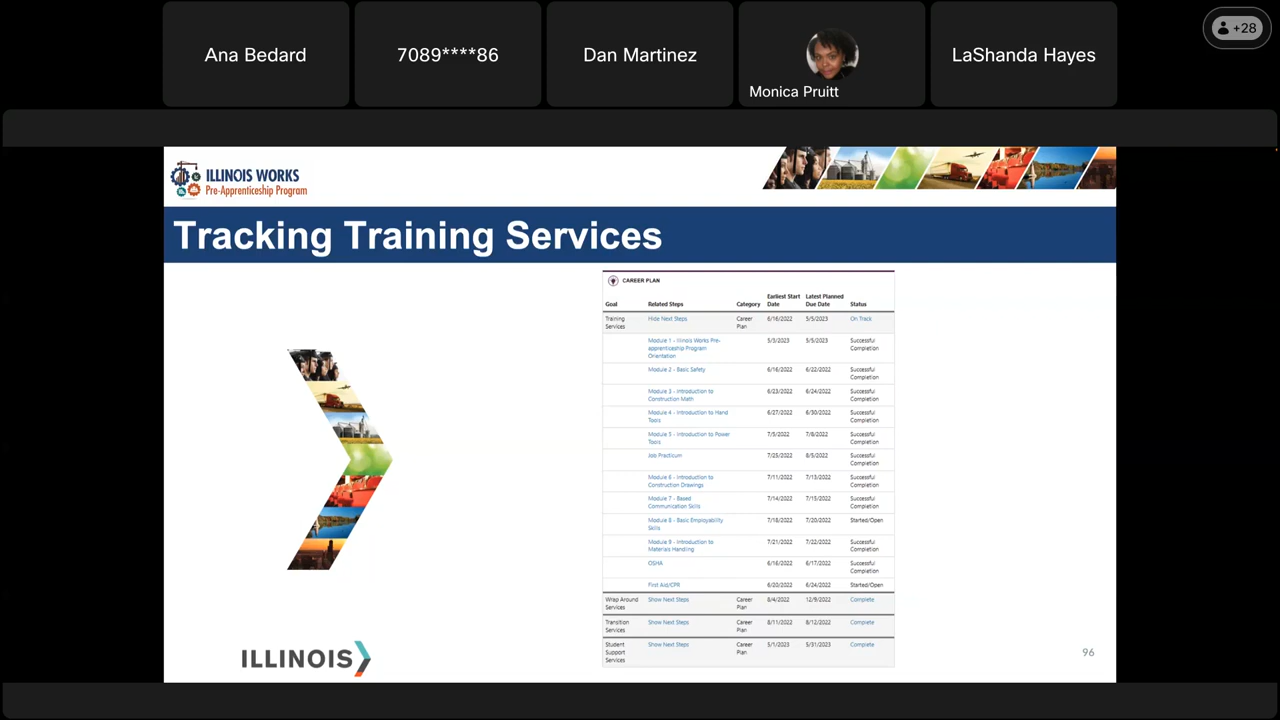 Ana Bedard
7089****86
Dan Martinez
Monica Pruitt
LaShanda Hayes
+28
ILLINOIS WORKS
Pre-Apprenticeship Program
Tracking Training Services
CAREER PLAN
Goal Related Steps Category Earliest Start Date Latest Planned Due Date Status
Training Services Hide Next Steps Career Plan 6/16/2022 5/5/2023 On Track
Module 1 - Illinois Works Pre-apprenticeship Program Orientation 5/5/2023 5/5/2023 Successful Completion
Module 2 - Basic Safety 6/16/2022 6/22/2022 Successful Completion
Module 3 - Introduction to Construction Math 6/23/2022 6/24/2022 Successful Completion
Module 4 - Introduction to Hand Tools 6/27/2022 6/30/2022 Successful Completion
Module 5 - Introduction to Power Tools 7/5/2022 7/8/2022 Successful Completion
Job Practicum 7/25/2022 8/5/2022 Successful Completion
Module 6 - Introduction to Construction Drawings 7/11/2022 7/13/2022 Successful Completion
Module 7 - Based Communication Skills 7/14/2022 7/15/2022 Successful Completion
Module 8 - Basic Employability Skills 7/18/2022 7/20/2022 Started/Open
Module 9 - Introduction to Materials Handling 7/21/2022 7/22/2022 Successful Completion
OSHA 6/16/2022 6/17/2022 Successful Completion
First Aid/CPR 6/20/2022 6/24/2022 Started/Open
Wrap Around Services Show Next Steps Career Plan 8/4/2022 12/9/2022 Complete
Transition Services Show Next Steps Career Plan 8/11/2022 8/12/2022 Complete
Student Support Services Show Next Steps Career Plan 5/1/2023 5/31/2023 Complete
ILLINOIS
96